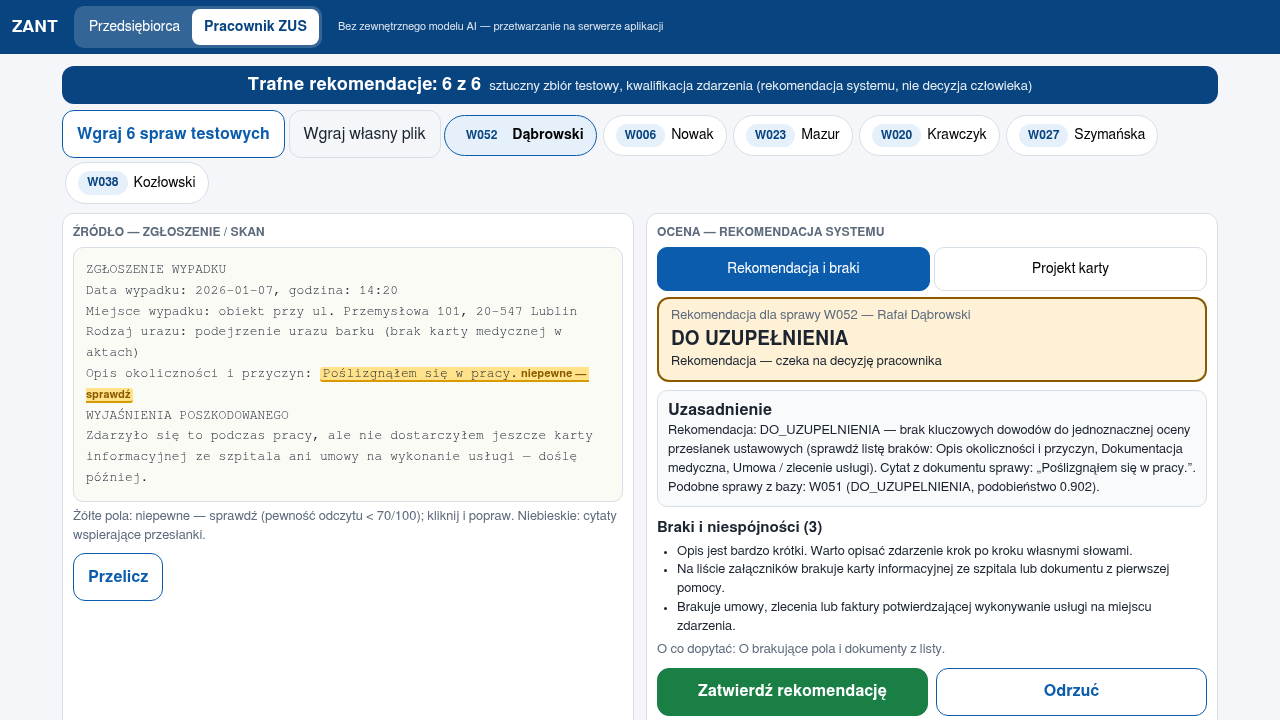 ZANT
Przedsiębiorca
Pracownik ZUS
Bez zewnętrznego modelu AI — przetwarzanie na serwerze aplikacji
Trafne rekomendacje: 6 z 6 sztuczny zbiór testowy, kwalifikacja zdarzenia (rekomendacja systemu, nie decyzja człowieka)
Wgraj 6 spraw testowych
Wgraj własny plik
W052 Dąbrowski
W006 Nowak
W023 Mazur
W020 Krawczyk
W027 Szymańska
W038 Kozłowski
ŹRÓDŁO — ZGŁOSZENIE / SKAN
ZGŁOSZENIE WYPADKU
Data wypadku: 2026-01-07, godzina: 14:20
Miejsce wypadku: obiekt przy ul. Przemysłowa 101, 20-547 Lublin
Rodzaj urazu: podejrzenie urazu barku (brak karty medycznej w
aktach)
Opis okoliczności i przyczyn: Poślizgnąłem się w pracy. niepewne —
sprawdź
WYJAŚNIENIA POSZKODOWANEGO
Zdarzyło się to podczas pracy, ale nie dostarczyłem jeszcze karty
informacyjnej ze szpitala ani umowy na wykonanie usługi — doślę
później.
Żółte pola: niepewne — sprawdź (pewność odczytu < 70/100); kliknij i popraw. Niebieskie: cytaty
wspierające przesłanki.
Przelicz
OCENA — REKOMENDACJA SYSTEMU
Rekomendacja i braki
Projekt karty
Rekomendacja dla sprawy W052 — Rafał Dąbrowski
DO UZUPEŁNIENIA
Rekomendacja — czeka na decyzję pracownika
Uzasadnienie
Rekomendacja: DO_UZUPELNIENIA — brak kluczowych dowodów do jednoznacznej oceny
przesłanek ustawowych (sprawdź listę braków: Opis okoliczności i przyczyn, Dokumentacja
medyczna, Umowa / zlecenie usługi). Cytat z dokumentu sprawy: „Poślizgnąłem się w pracy.”.
Podobne sprawy z bazy: W051 (DO_UZUPELNIENIA, podobieństwo 0.902).
Braki i niespójności (3)
• Opis jest bardzo krótki. Warto opisać zdarzenie krok po kroku własnymi słowami.
• Na liście załączników brakuje karty informacyjnej ze szpitala lub dokumentu z pierwszej
pomocy.
• Brakuje umowy, zlecenia lub faktury potwierdzającej wykonywanie usługi na miejscu
zdarzenia.
O co dopytać: O brakujące pola i dokumenty z listy.
Zatwierdź rekomendację
Odrzuć